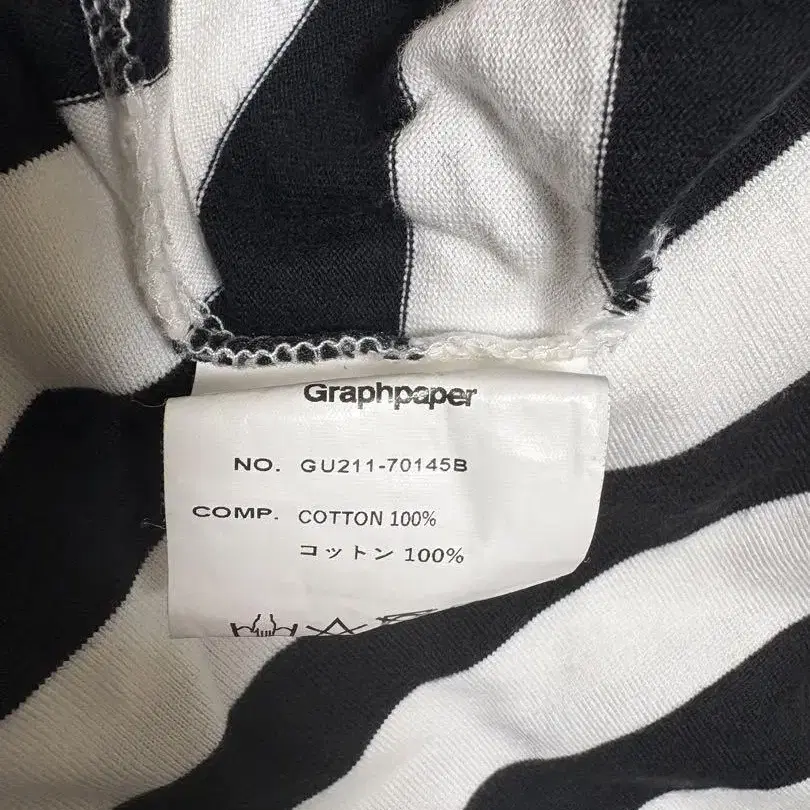 Graphpaper
NO. GU211-70145B
COMP. COTTON 100%
コットン 100%